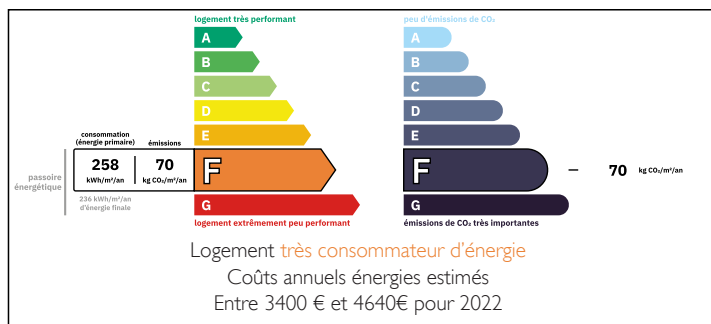 logement très performant
A
B
C
D
E
consommation
(énergie primaire)
émissions
258
kWh/m²/an
70
kg CO₂/m²/an
F
passoire
énergétique
236 kWh/m²/an
d'énergie finale
G
logement extrêmement peu performant
peu d'émissions de CO₂
A
B
C
D
E
F
70 kg CO₂/m²/an
G
émissions de CO₂ très importantes
Logement très consommateur d'énergie
Coûts annuels énergies estimés
Entre 3400 € et 4640€ pour 2022